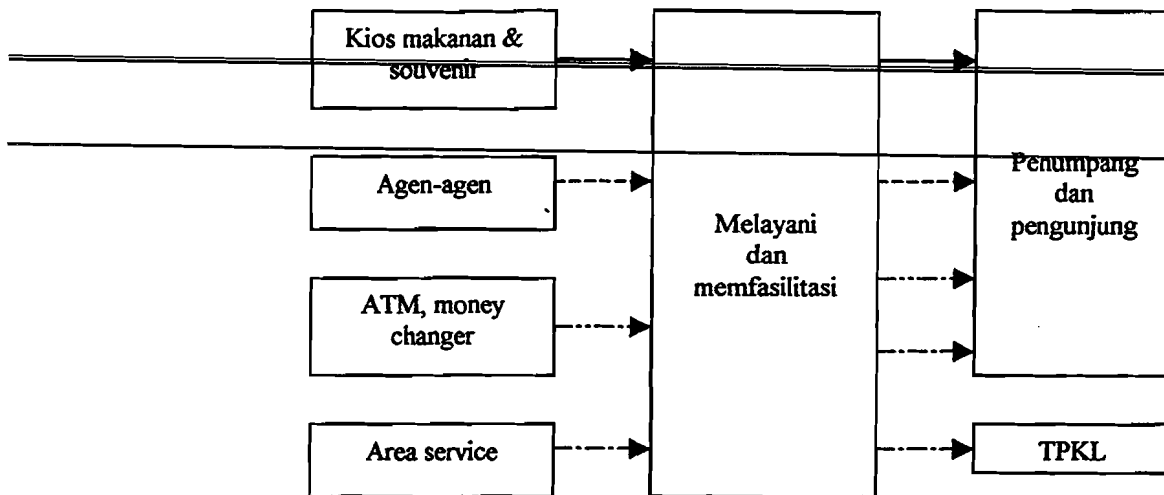 Kios makanan &
souvenir
Agen-agen
ATM, money
changer
Area service
Melayani
dan
memfasilitasi
Penumpang
dan
pengunjung
TPKL